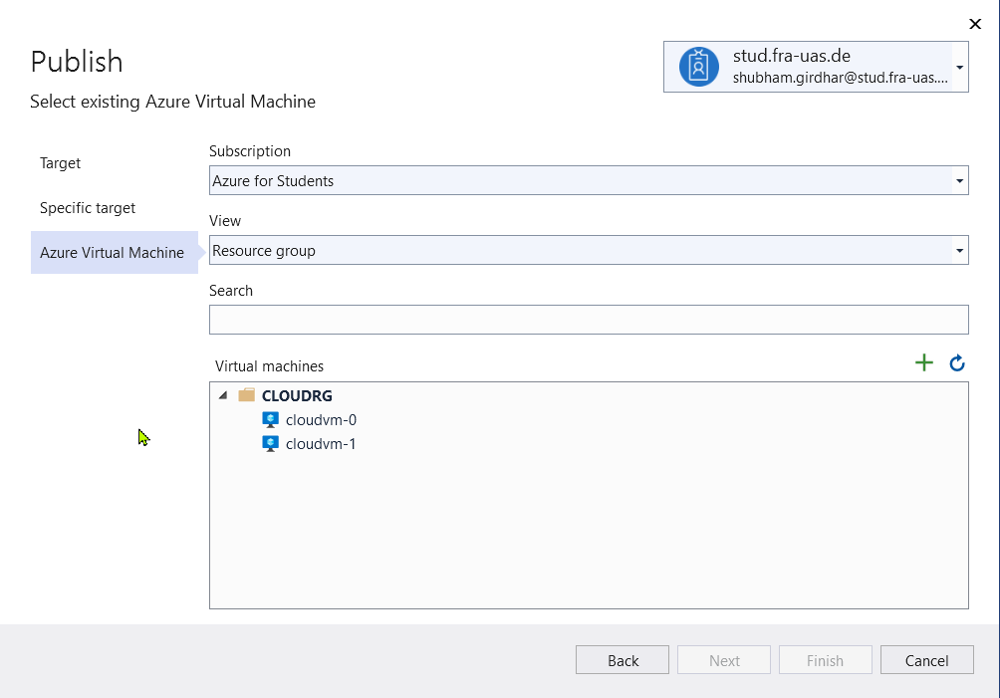 Publish
Select existing Azure Virtual Machine
stud.fra-uas.de
shubham.girdhar@stud.fra-uas....
Target
Specific target
Azure Virtual Machine
Subscription
Azure for Students
View
Resource group
Search
Virtual machines
CLOUDRG
cloudvm-0
cloudvm-1
Back
Next
Finish
Cancel